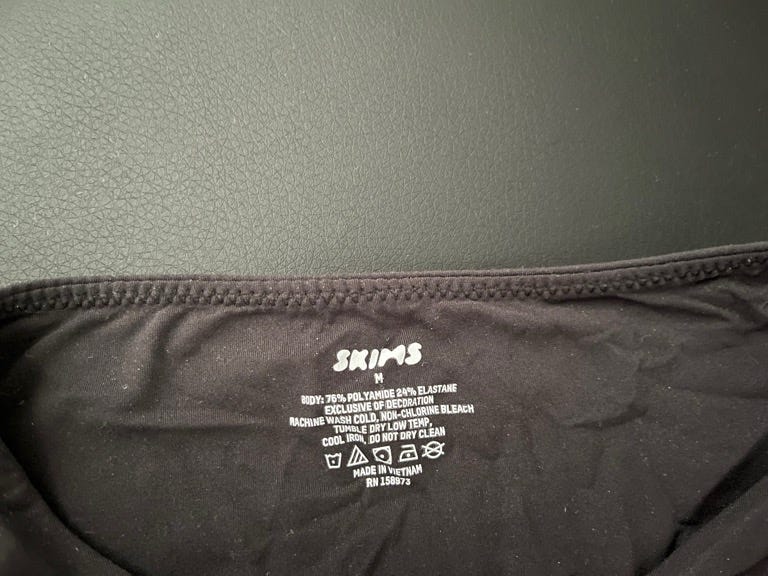 SKIMS
M
BODY: 76% POLYAMIDE 24% ELASTANE
EXCLUSIVE OF DECORATION
MACHINE WASH COLD, NON-CHLORINE BLEACH
TUMBLE DRY LOW TEMP,
COOL IRON, DO NOT DRY CLEAN
MADE IN VIETNAM
RN 158973